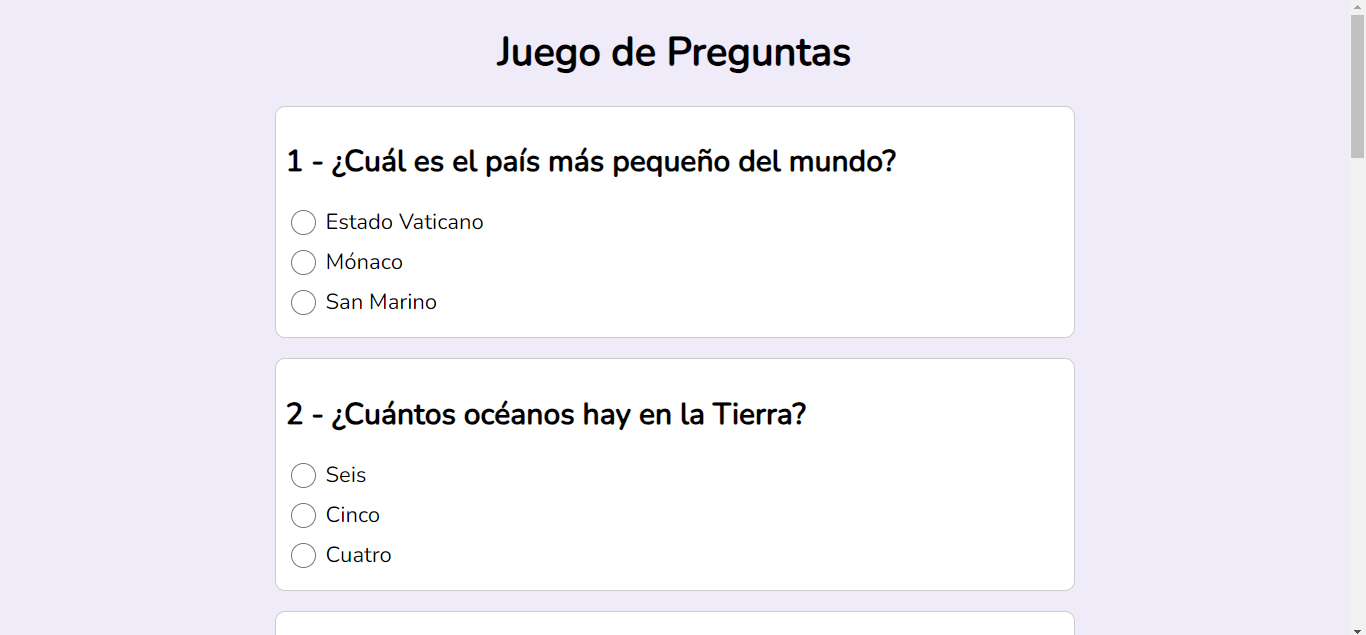 Juego de Preguntas
1 - ¿Cuál es el país más pequeño del mundo?
Estado Vaticano
Mónaco
San Marino
2 - ¿Cuántos océanos hay en la Tierra?
Seis
Cinco
Cuatro